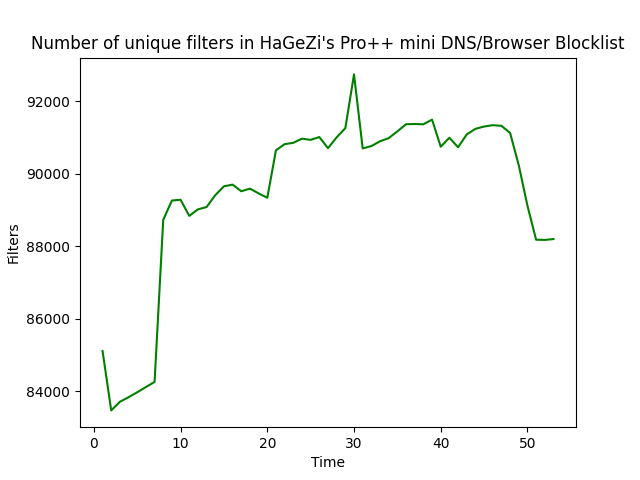 Number of unique filters in HaGeZi's Pro++ mini DNS/Browser Blocklist
92000
90000
88000
86000
84000
Filters
0 10 20 30 40 50
Time